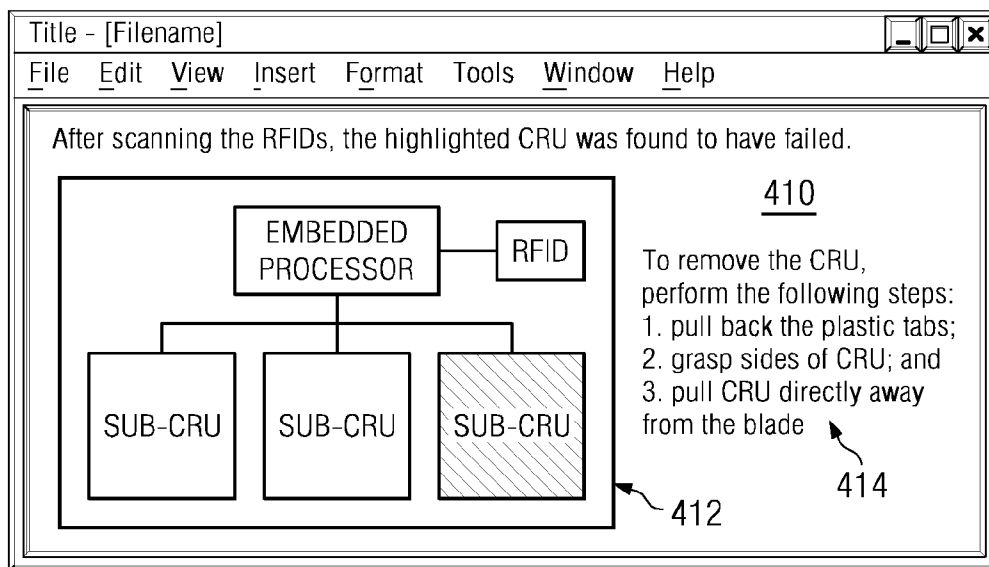 Title - [Filename]
File Edit View Insert Format Tools Window Help
After scanning the RFIDs, the highlighted CRU was found to have failed.
410
EMBEDDED
PROCESSOR
RFID
SUB-CRU
SUB-CRU
SUB-CRU
412
To remove the CRU,
perform the following steps:
1. pull back the plastic tabs;
2. grasp sides of CRU; and
3. pull CRU directly away
from the blade
414